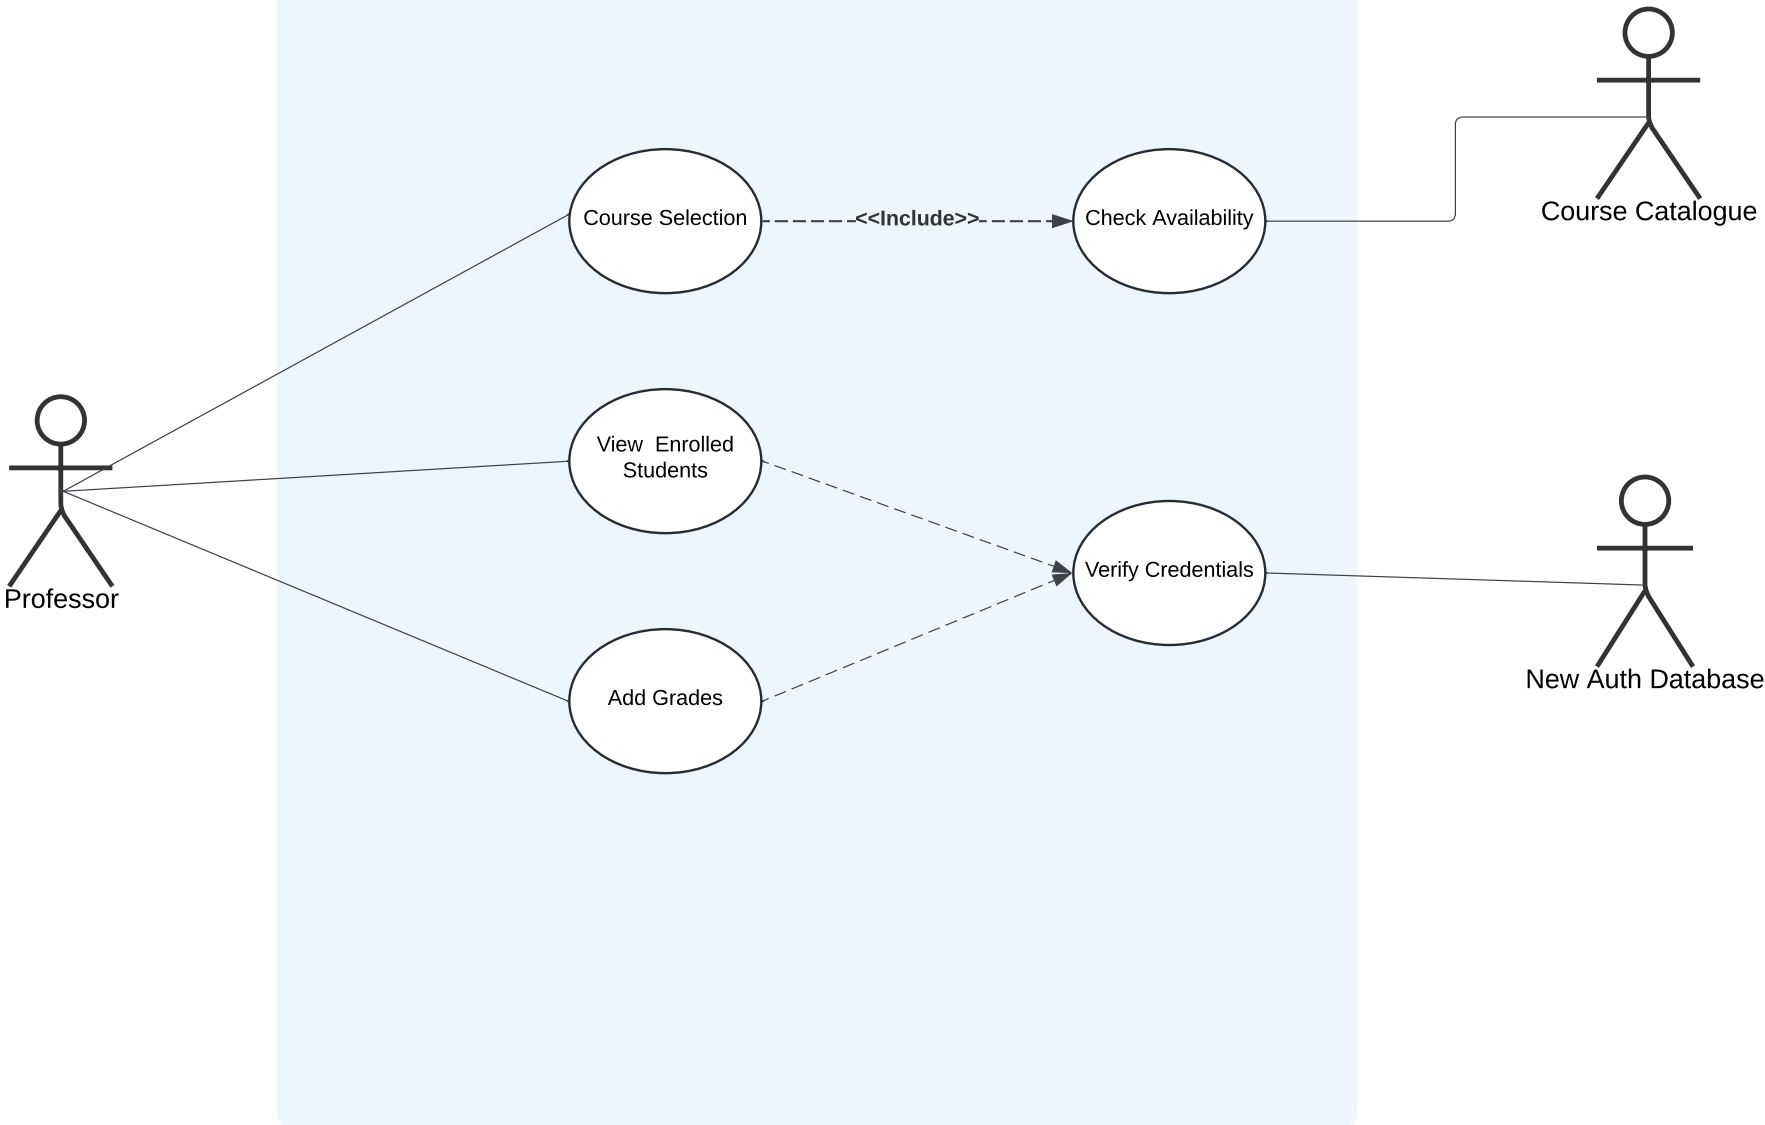 Course Catalogue
Course Selection
<<Include>>
Check Availability
View  Enrolled
Students
Professor
Verify Credentials
New Auth Database
Add Grades